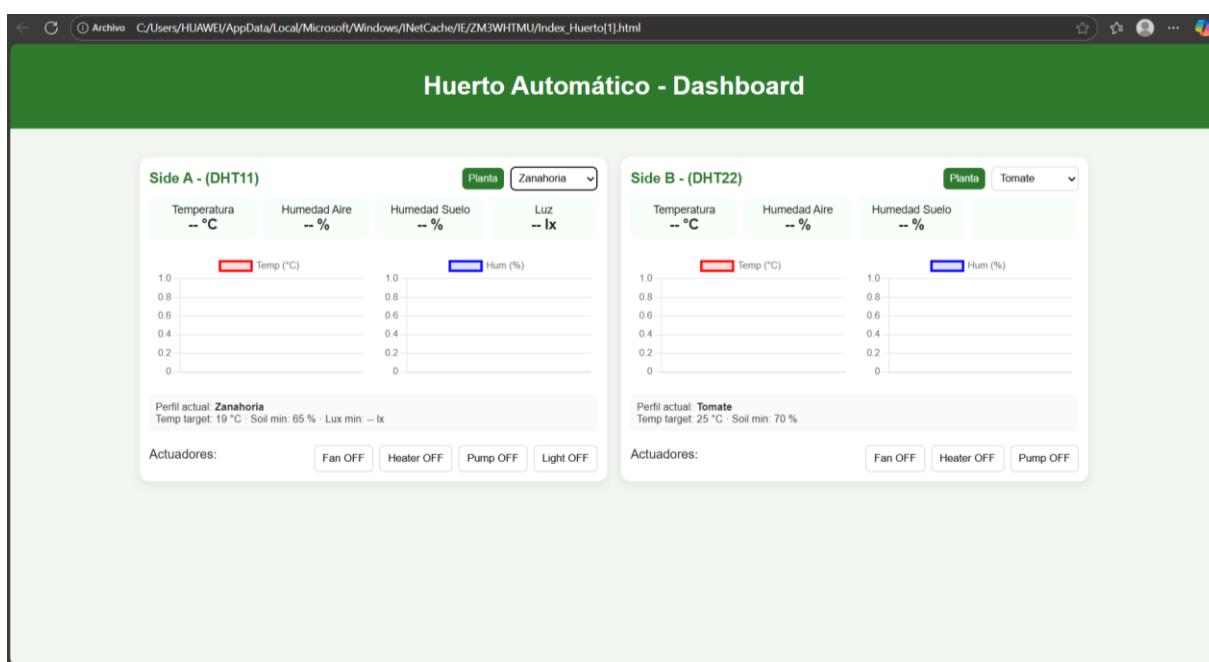 Archivo C:/Users/HUAWEI/AppData/Local/Microsoft/Windows/INetCache/IE/ZM3WHTMU/Index_Huerto[1].html
Huerto Automático - Dashboard
Side A - (DHT11) Planta Zanahoria
Temperatura Humedad Aire Humedad Suelo Luz
-- °C -- % -- % -- lx
Temp (°C) Hum (%)
1.0 1.0
0.8 0.8
0.6 0.6
0.4 0.4
0.2 0.2
0 0
Perfil actual: Zanahoria
Temp target: 19 °C · Soil min: 65 % · Lux min: -- lx
Actuadores: Fan OFF Heater OFF Pump OFF Light OFF
Side B - (DHT22) Planta Tomate
Temperatura Humedad Aire Humedad Suelo
-- °C -- % -- %
Temp (°C) Hum (%)
1.0 1.0
0.8 0.8
0.6 0.6
0.4 0.4
0.2 0.2
0 0
Perfil actual: Tomate
Temp target: 25 °C · Soil min: 70 %
Actuadores: Fan OFF Heater OFF Pump OFF